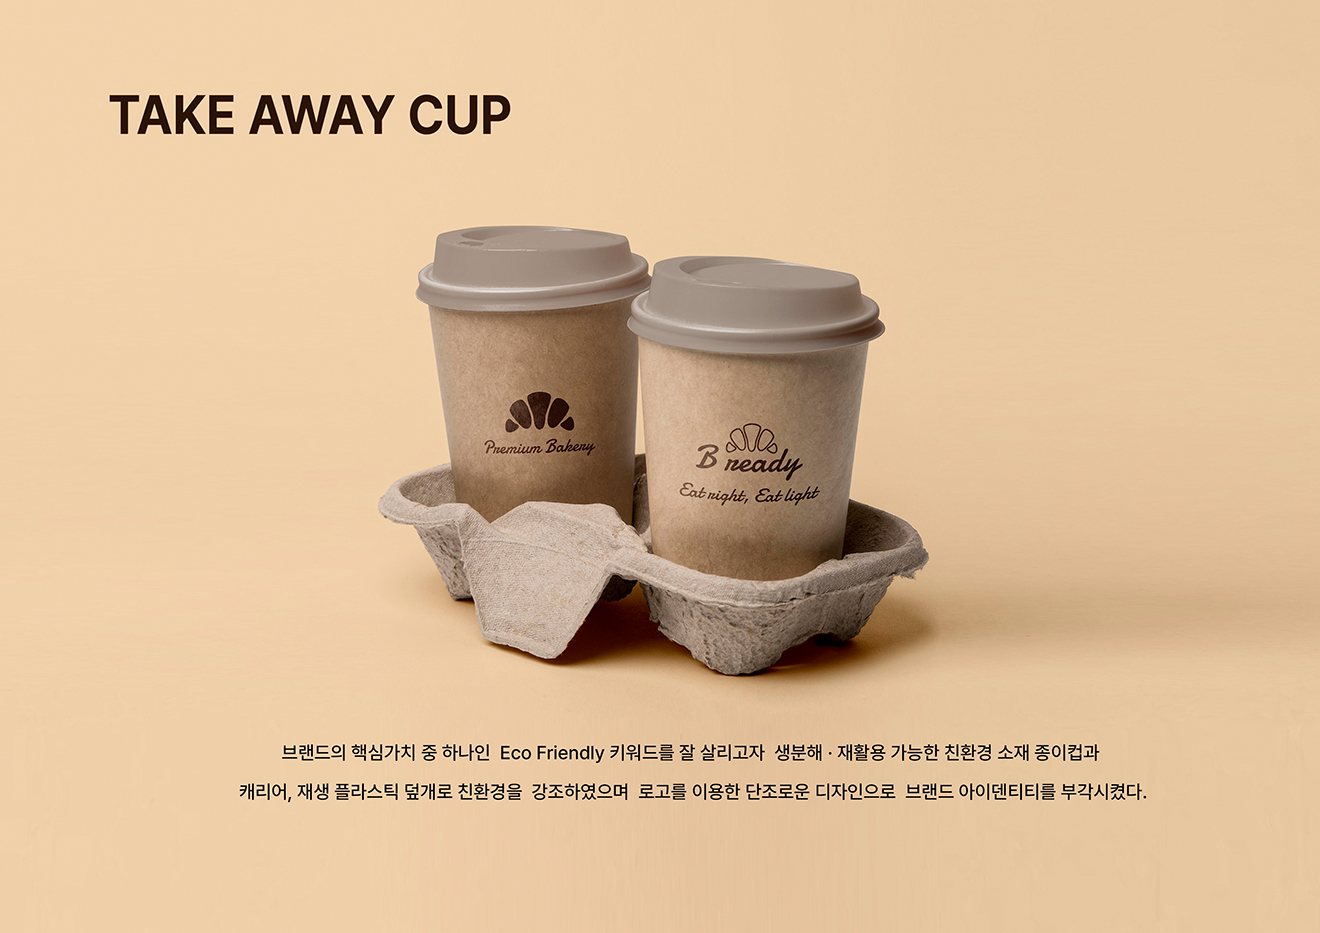 TAKE AWAY CUP
Premium Bakery
B ready
Eat right, Eat light
브랜드의 핵심가치 중 하나인 Eco Friendly 키워드를 잘 살리고자 생분해 · 재활용 가능한 친환경 소재 종이컵과
캐리어, 재생 플라스틱 덮개로 친환경을 강조하였으며 로고를 이용한 단조로운 디자인으로 브랜드 아이덴티티를 부각시켰다.